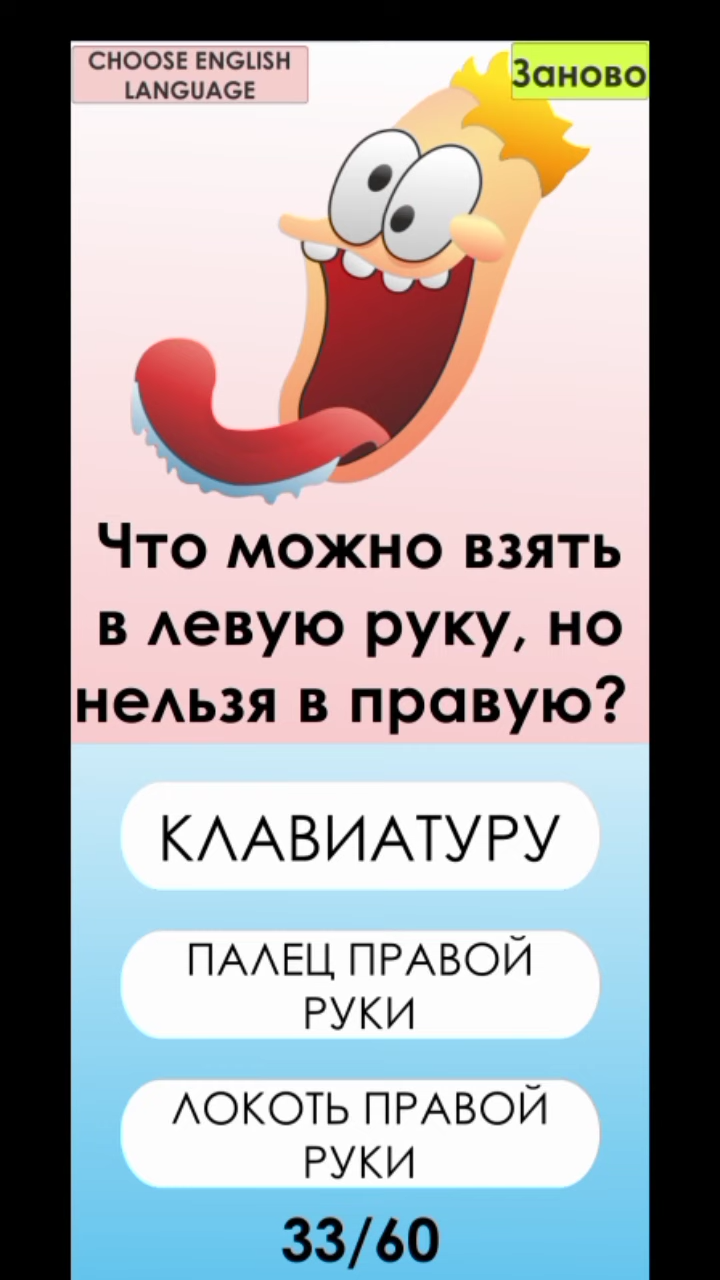 CHOOSE ENGLISH
LANGUAGE
Заново
Что можно взять
в левую руку, но
нельзя в правую?
КЛАВИАТУРУ
ПАЛЕЦ ПРАВОЙ
РУКИ
ЛОКОТЬ ПРАВОЙ
РУКИ
33/60